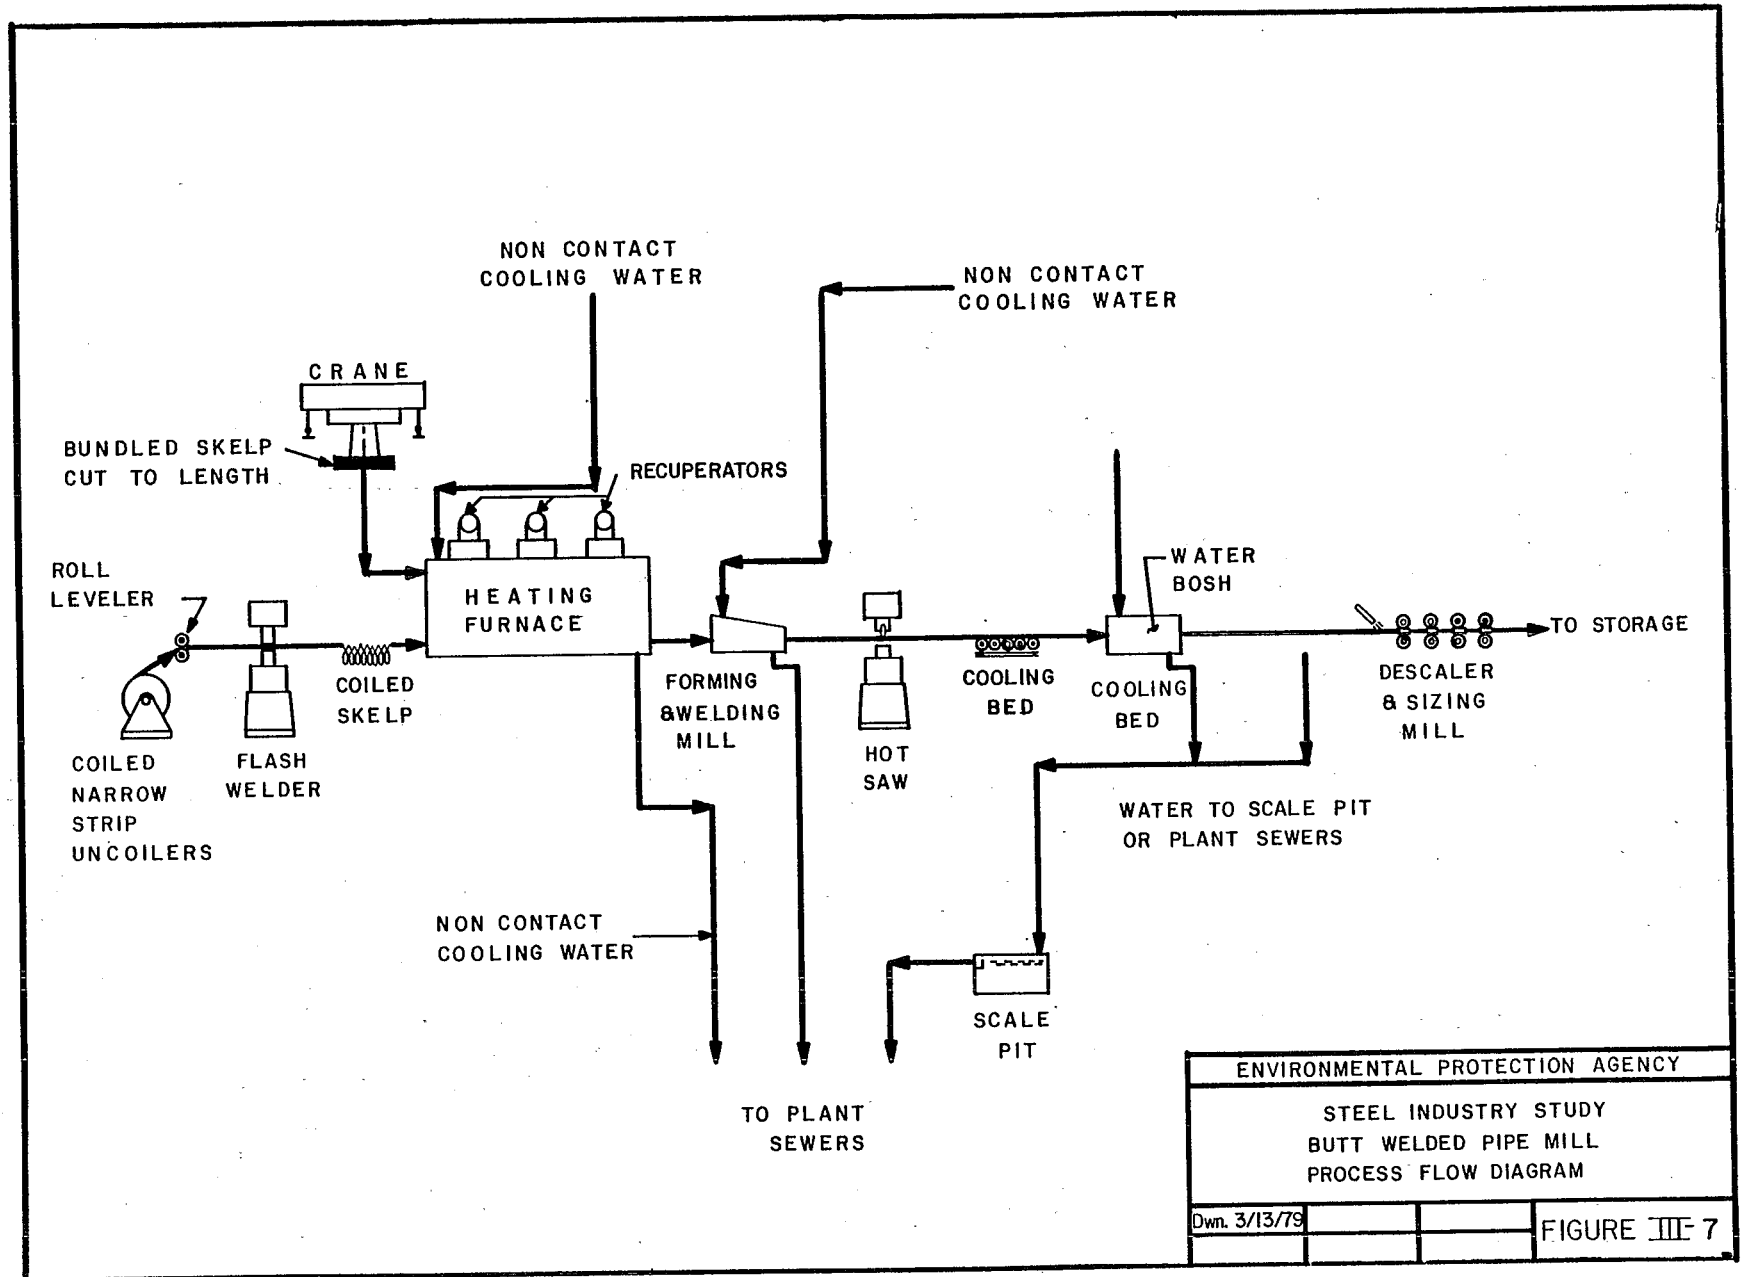 NON CONTACT
COOLING WATER
NON CONTACT
COOLING WATER
CRANE
BUNDLED SKELP
CUT TO LENGTH
RECUPERATORS
ROLL
LEVELER
HEATING
FURNACE
WATER
BOSH
TO STORAGE
COILED
SKELP
FORMING
&WELDING
MILL
COOLING
BED
COOLING
BED
DESCALER
& SIZING
MILL
COILED
NARROW
STRIP
UNCOILERS
FLASH
WELDER
HOT
SAW
WATER TO SCALE PIT
OR PLANT SEWERS
NON CONTACT
COOLING WATER
SCALE
PIT
TO PLANT
SEWERS
ENVIRONMENTAL PROTECTION AGENCY
STEEL INDUSTRY STUDY
BUTT WELDED PIPE MILL
PROCESS FLOW DIAGRAM
Dwn. 3/13/79
FIGURE III-7